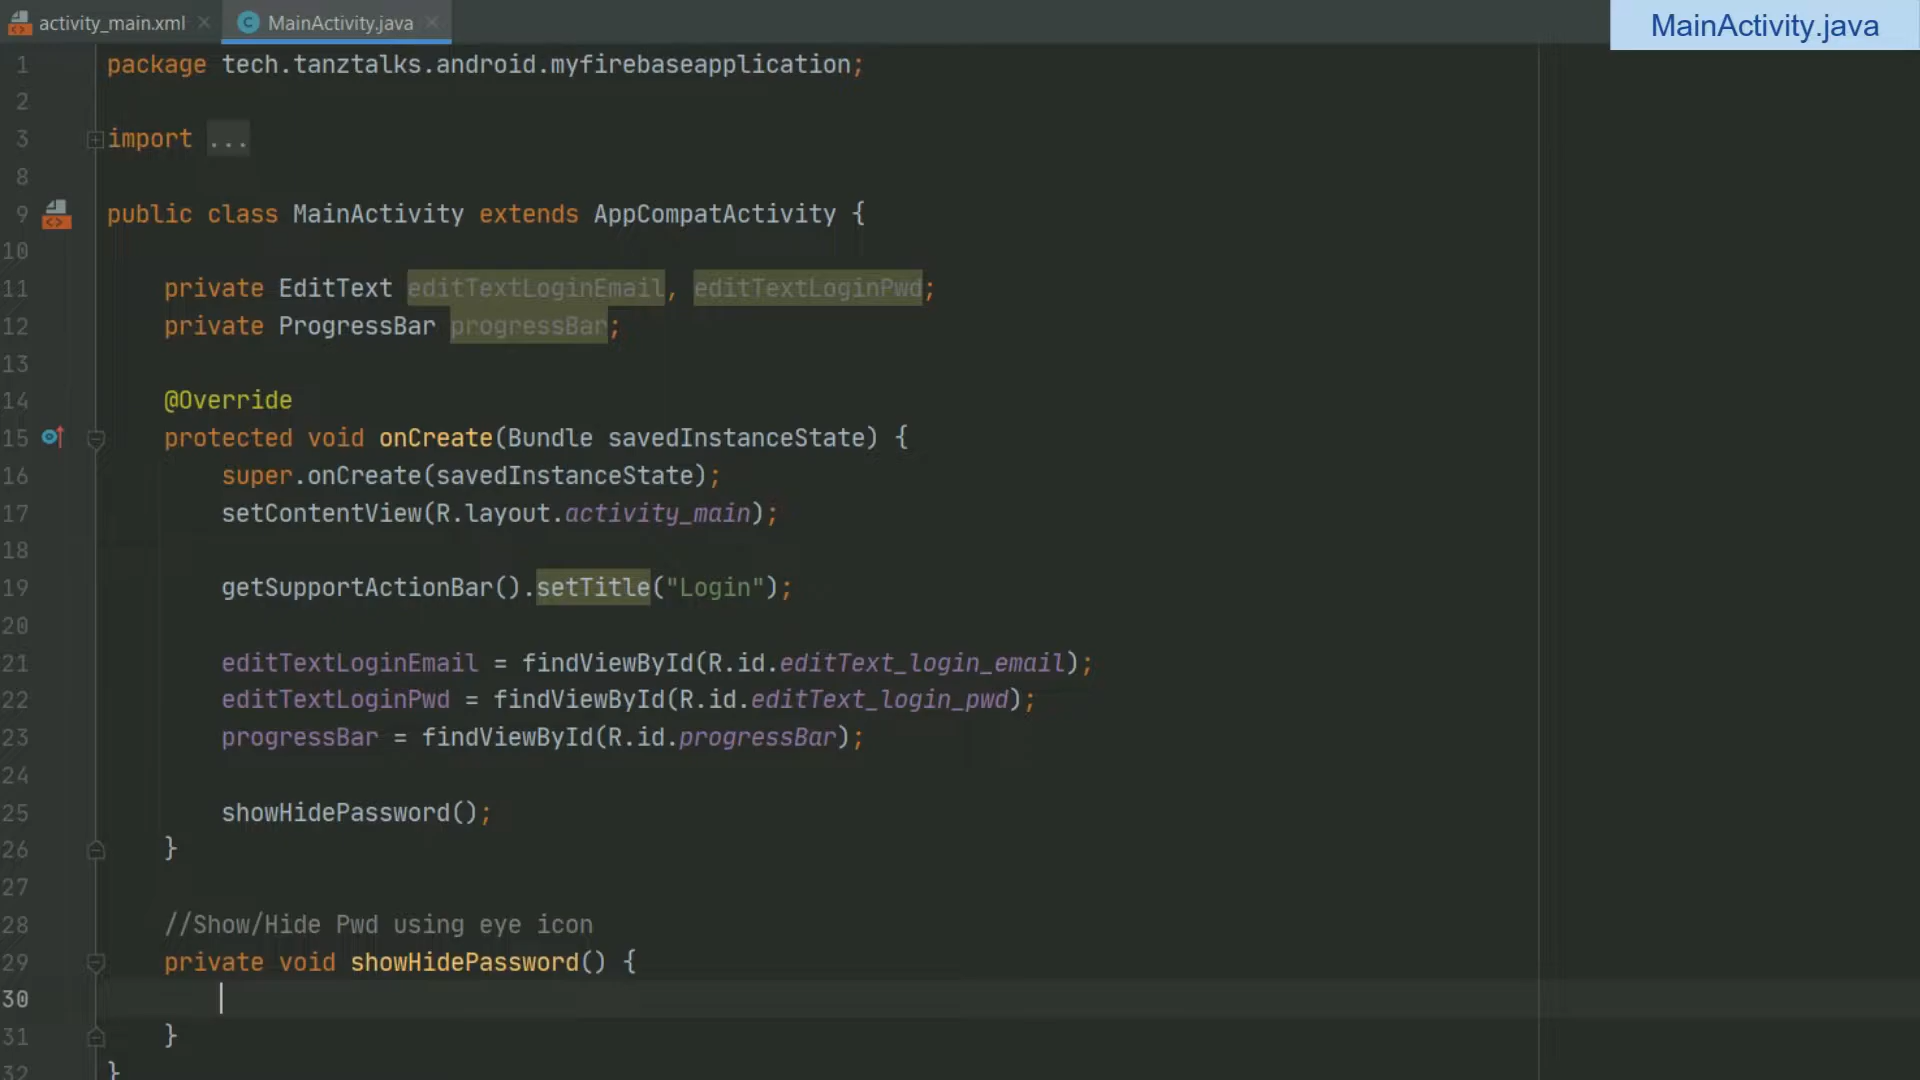 activity_main.xml
MainActivity.java
MainActivity.java
1 package tech.tanztalks.android.myfirebaseapplication;
2
3 import ...
8
9 public class MainActivity extends AppCompatActivity {
10
11 private EditText editTextLoginEmail, editTextLoginPwd;
12 private ProgressBar progressBar;
13
14 @Override
15 protected void onCreate(Bundle savedInstanceState) {
16 super.onCreate(savedInstanceState);
17 setContentView(R.layout.activity_main);
18
19 getSupportActionBar().setTitle("Login");
20
21 editTextLoginEmail = findViewById(R.id.editText_login_email);
22 editTextLoginPwd = findViewById(R.id.editText_login_pwd);
23 progressBar = findViewById(R.id.progressBar);
24
25 showHidePassword();
26 }
27
28 //Show/Hide Pwd using eye icon
29 private void showHidePassword() {
30
31 }
32 }